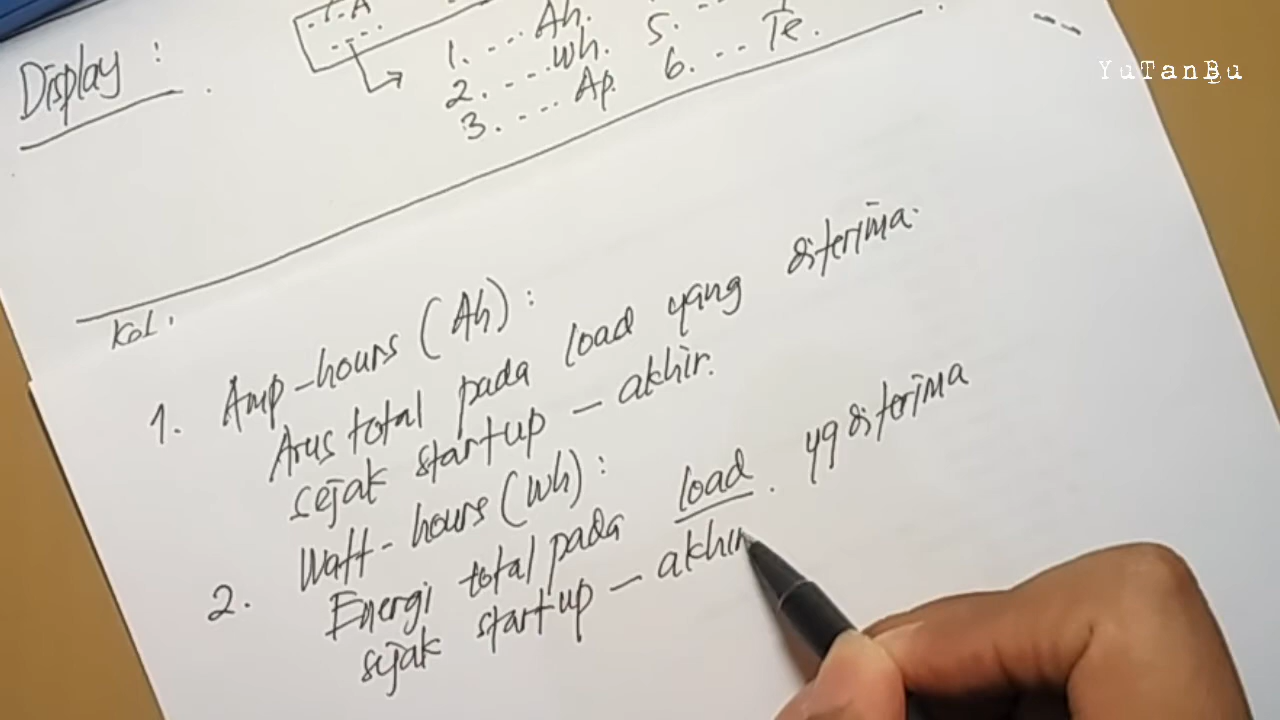 Display :
1. ... Ah.
2. ... Wh.
3. ... Ap.
5. ...
6. ... Te.
YuTanBu
Ket.
1. Amp-hours (Ah) :
Arus total pada load yang diterima.
sejak startup - akhir.
2. Watt-hours (Wh) :
Energi total pada load. yg diterima
sejak startup - akhir